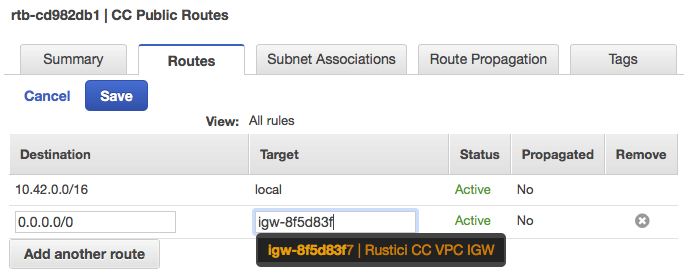 rtb-cd982db1 | CC Public Routes
Summary Routes Subnet Associations Route Propagation Tags
Cancel Save
View: All rules
Destination Target Status Propagated Remove
10.42.0.0/16 local Active No
0.0.0.0/0 igw-8f5d83f Active No
igw-8f5d83f7 | Rustici CC VPC IGW
Add another route